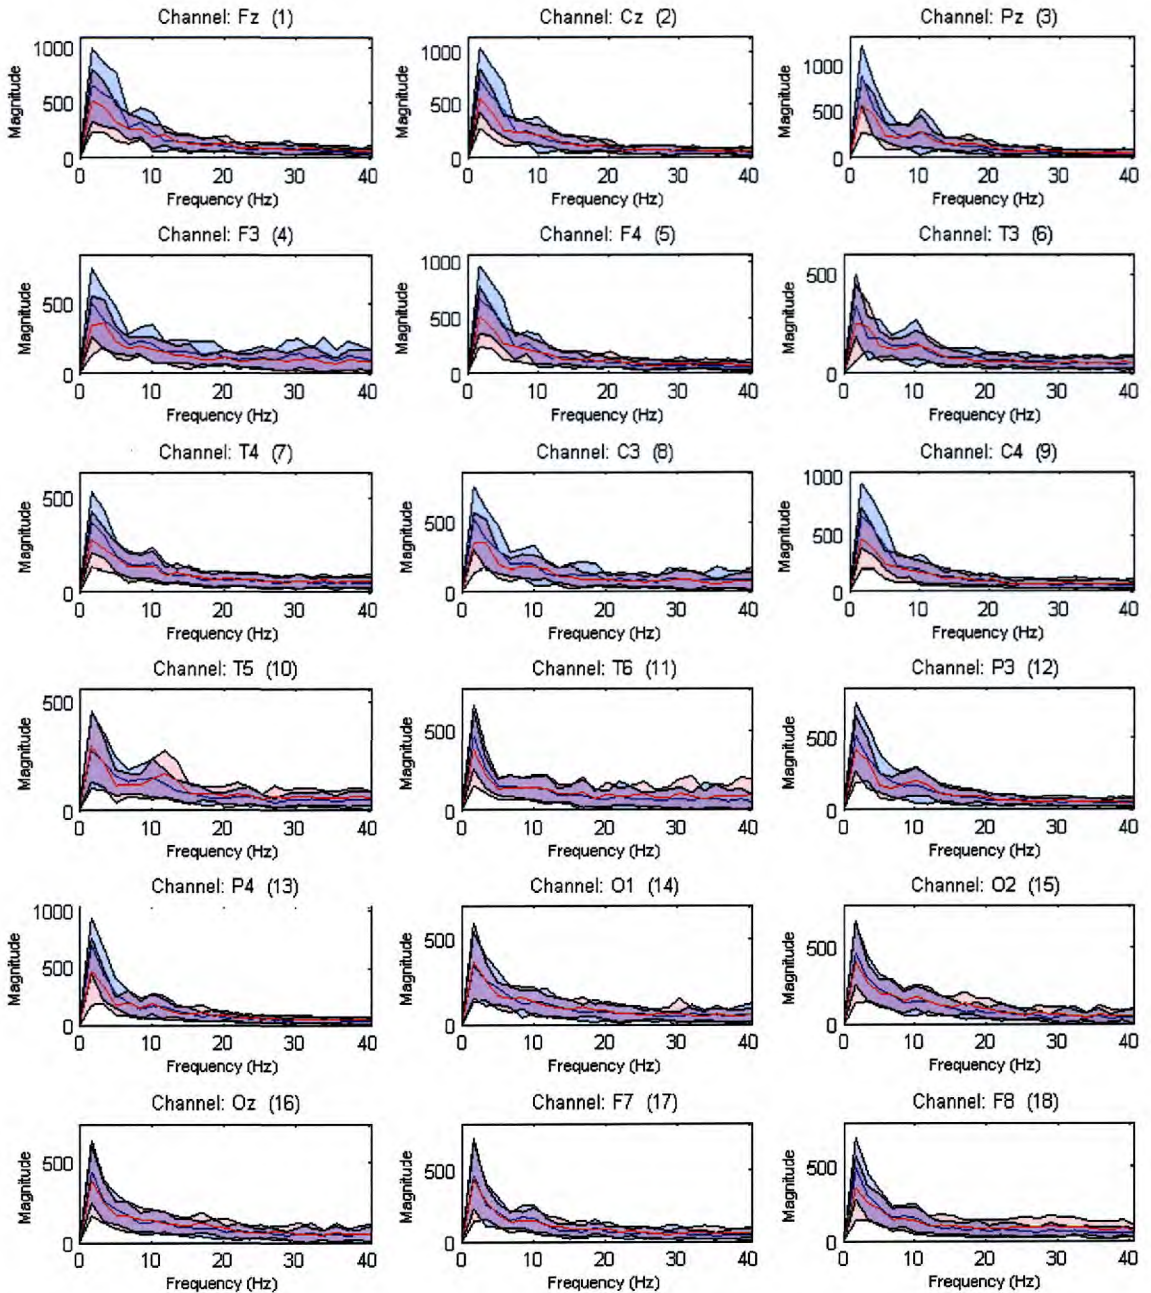 Channel: Fz (1)
Channel: Cz (2)
Channel: Pz (3)
Magnitude
1000
500
0
0 10 20 30 40
Frequency (Hz)
Magnitude
1000
500
0
0 10 20 30 40
Frequency (Hz)
Magnitude
1000
500
0
0 10 20 30 40
Frequency (Hz)
Channel: F3 (4)
Channel: F4 (5)
Channel: T3 (6)
Magnitude
500
0
0 10 20 30 40
Frequency (Hz)
Magnitude
1000
500
0
0 10 20 30 40
Frequency (Hz)
Magnitude
500
0
0 10 20 30 40
Frequency (Hz)
Channel: T4 (7)
Channel: C3 (8)
Channel: C4 (9)
Magnitude
500
0
0 10 20 30 40
Frequency (Hz)
Magnitude
500
0
0 10 20 30 40
Frequency (Hz)
Magnitude
1000
500
0
0 10 20 30 40
Frequency (Hz)
Channel: T5 (10)
Channel: T6 (11)
Channel: P3 (12)
Magnitude
500
0
0 10 20 30 40
Frequency (Hz)
Magnitude
500
0
0 10 20 30 40
Frequency (Hz)
Magnitude
500
0
0 10 20 30 40
Frequency (Hz)
Channel: P4 (13)
Channel: O1 (14)
Channel: O2 (15)
Magnitude
1000
500
0
0 10 20 30 40
Frequency (Hz)
Magnitude
500
0
0 10 20 30 40
Frequency (Hz)
Magnitude
500
0
0 10 20 30 40
Frequency (Hz)
Channel: Oz (16)
Channel: F7 (17)
Channel: F8 (18)
Magnitude
500
0
0 10 20 30 40
Frequency (Hz)
Magnitude
500
0
0 10 20 30 40
Frequency (Hz)
Magnitude
500
0
0 10 20 30 40
Frequency (Hz)